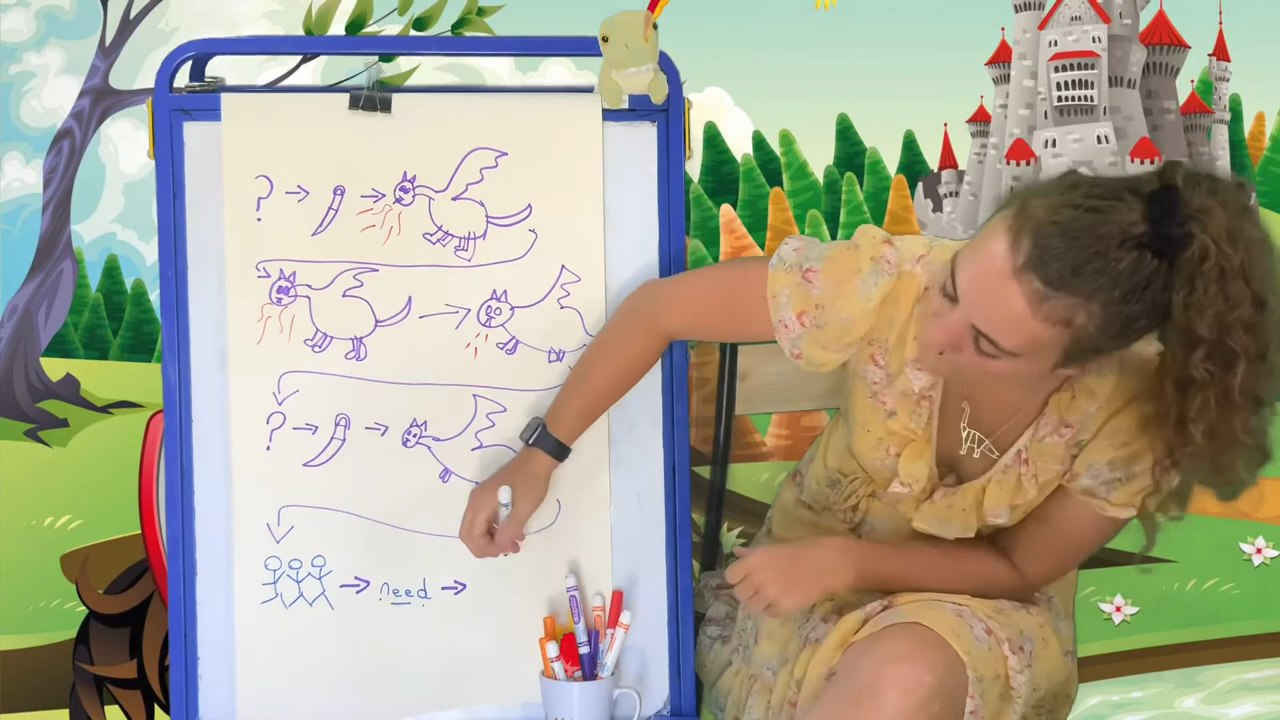 ? → →
? → →
→ need →